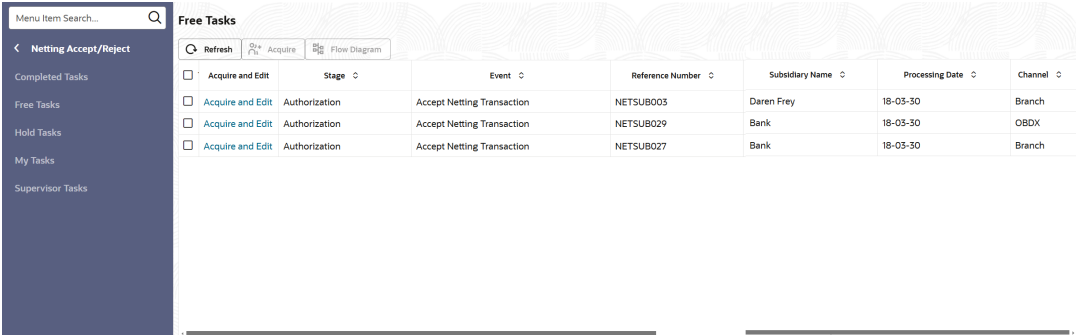 Menu Item Search...
Netting Accept/Reject
Completed Tasks
Free Tasks
Hold Tasks
My Tasks
Supervisor Tasks
Free Tasks
Refresh Acquire Flow Diagram
Acquire and Edit Stage Event Reference Number Subsidiary Name Processing Date Channel
Acquire and Edit Authorization Accept Netting Transaction NETSUB003 Daren Frey 18-03-30 Branch
Acquire and Edit Authorization Accept Netting Transaction NETSUB029 Bank 18-03-30 OBDX
Acquire and Edit Authorization Accept Netting Transaction NETSUB027 Bank 18-03-30 Branch